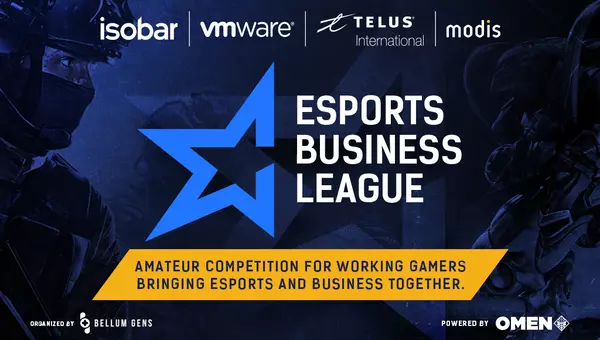 isobar vmware® TELUS® International modis
ESPORTS
BUSINESS
LEAGUE
AMATEUR COMPETITION FOR WORKING GAMERS
BRINGING ESPORTS AND BUSINESS TOGETHER.
ORGANIZED BY BELLUM GENS POWERED BY OMEN